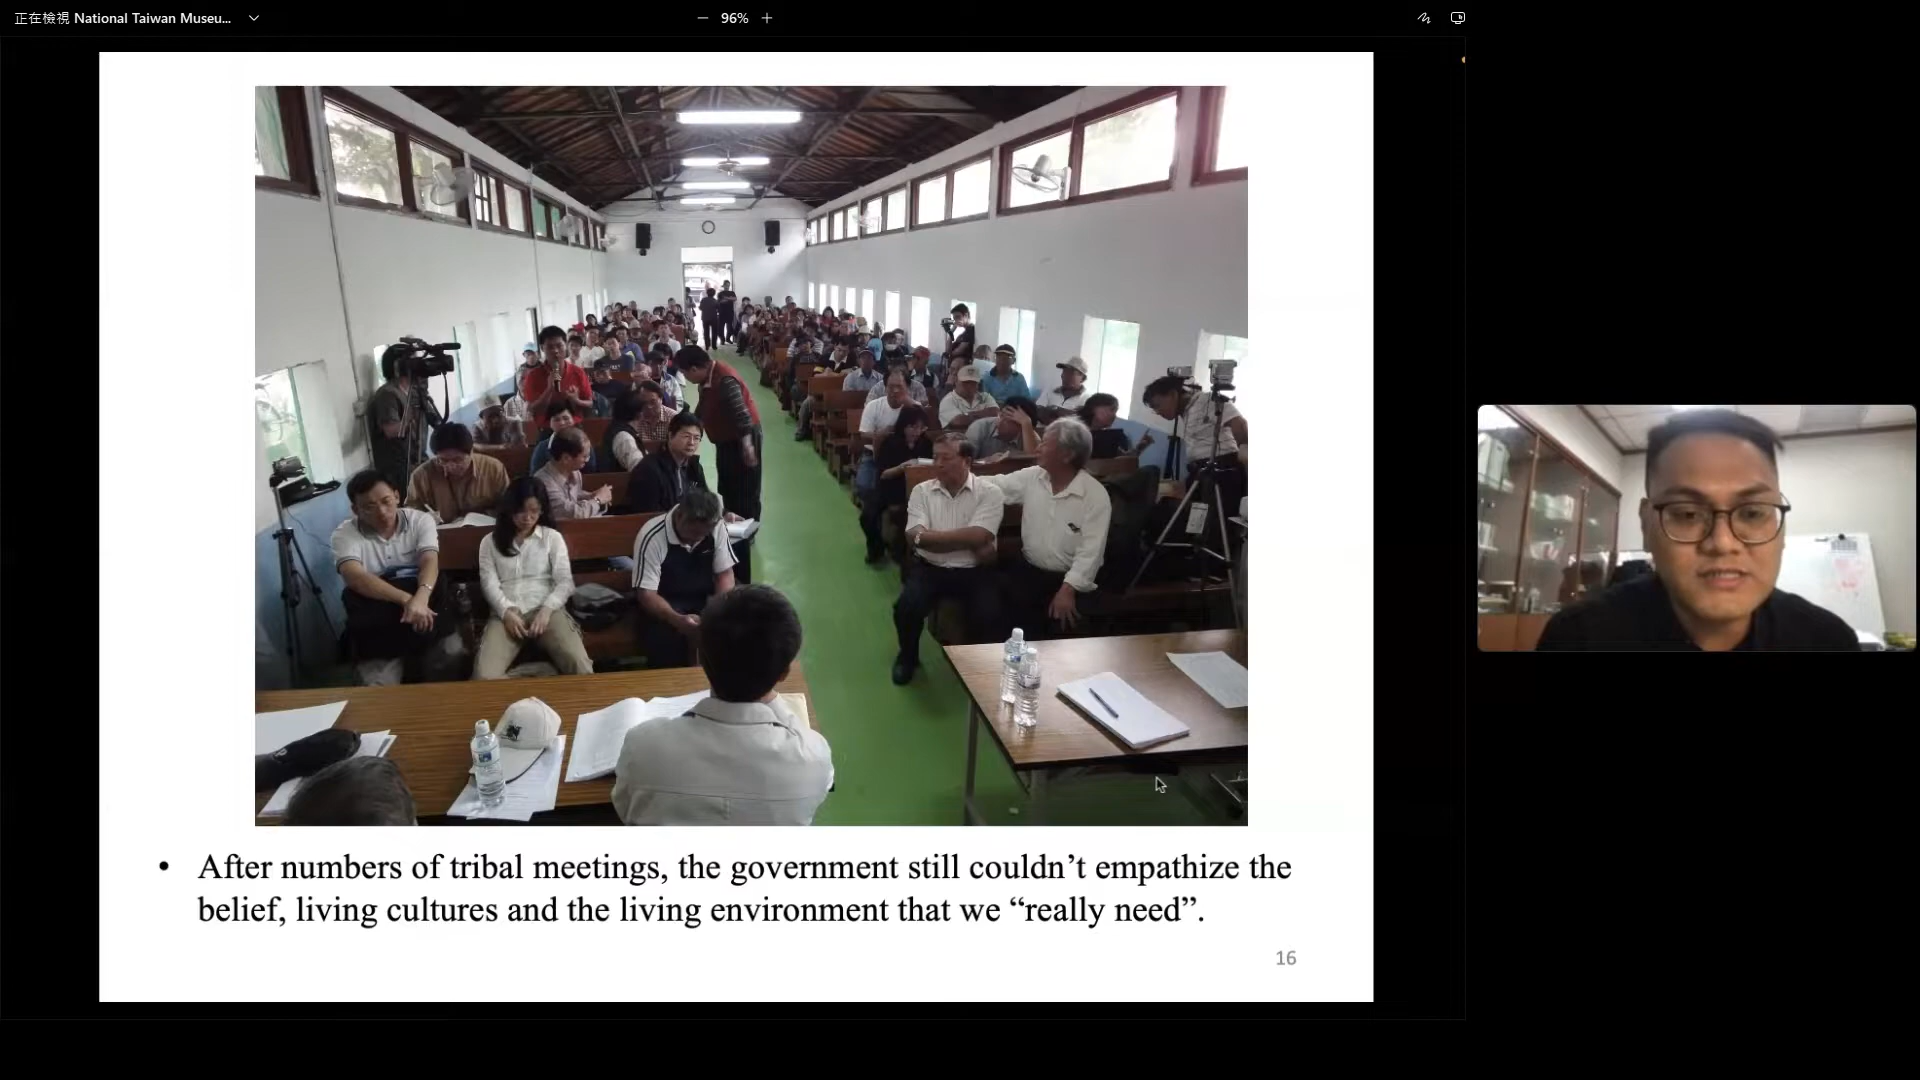 正在檢視 National Taiwan Museu...
96%
• After numbers of tribal meetings, the government still couldn’t empathize the
belief, living cultures and the living environment that we “really need”.
16